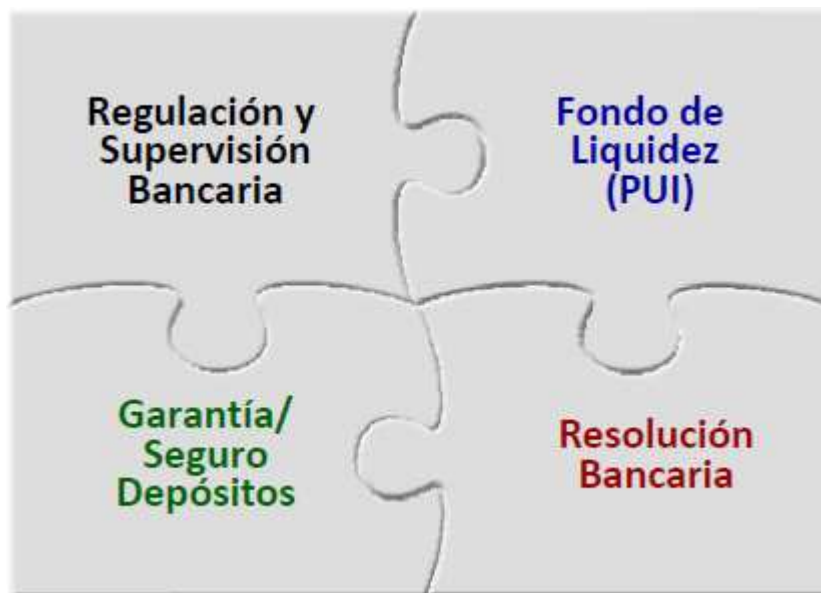 Regulación y
Supervisión
Bancaria
Fondo de
Liquidez
(PUI)
Garantía/
Seguro
Depósitos
Resolución
Bancaria